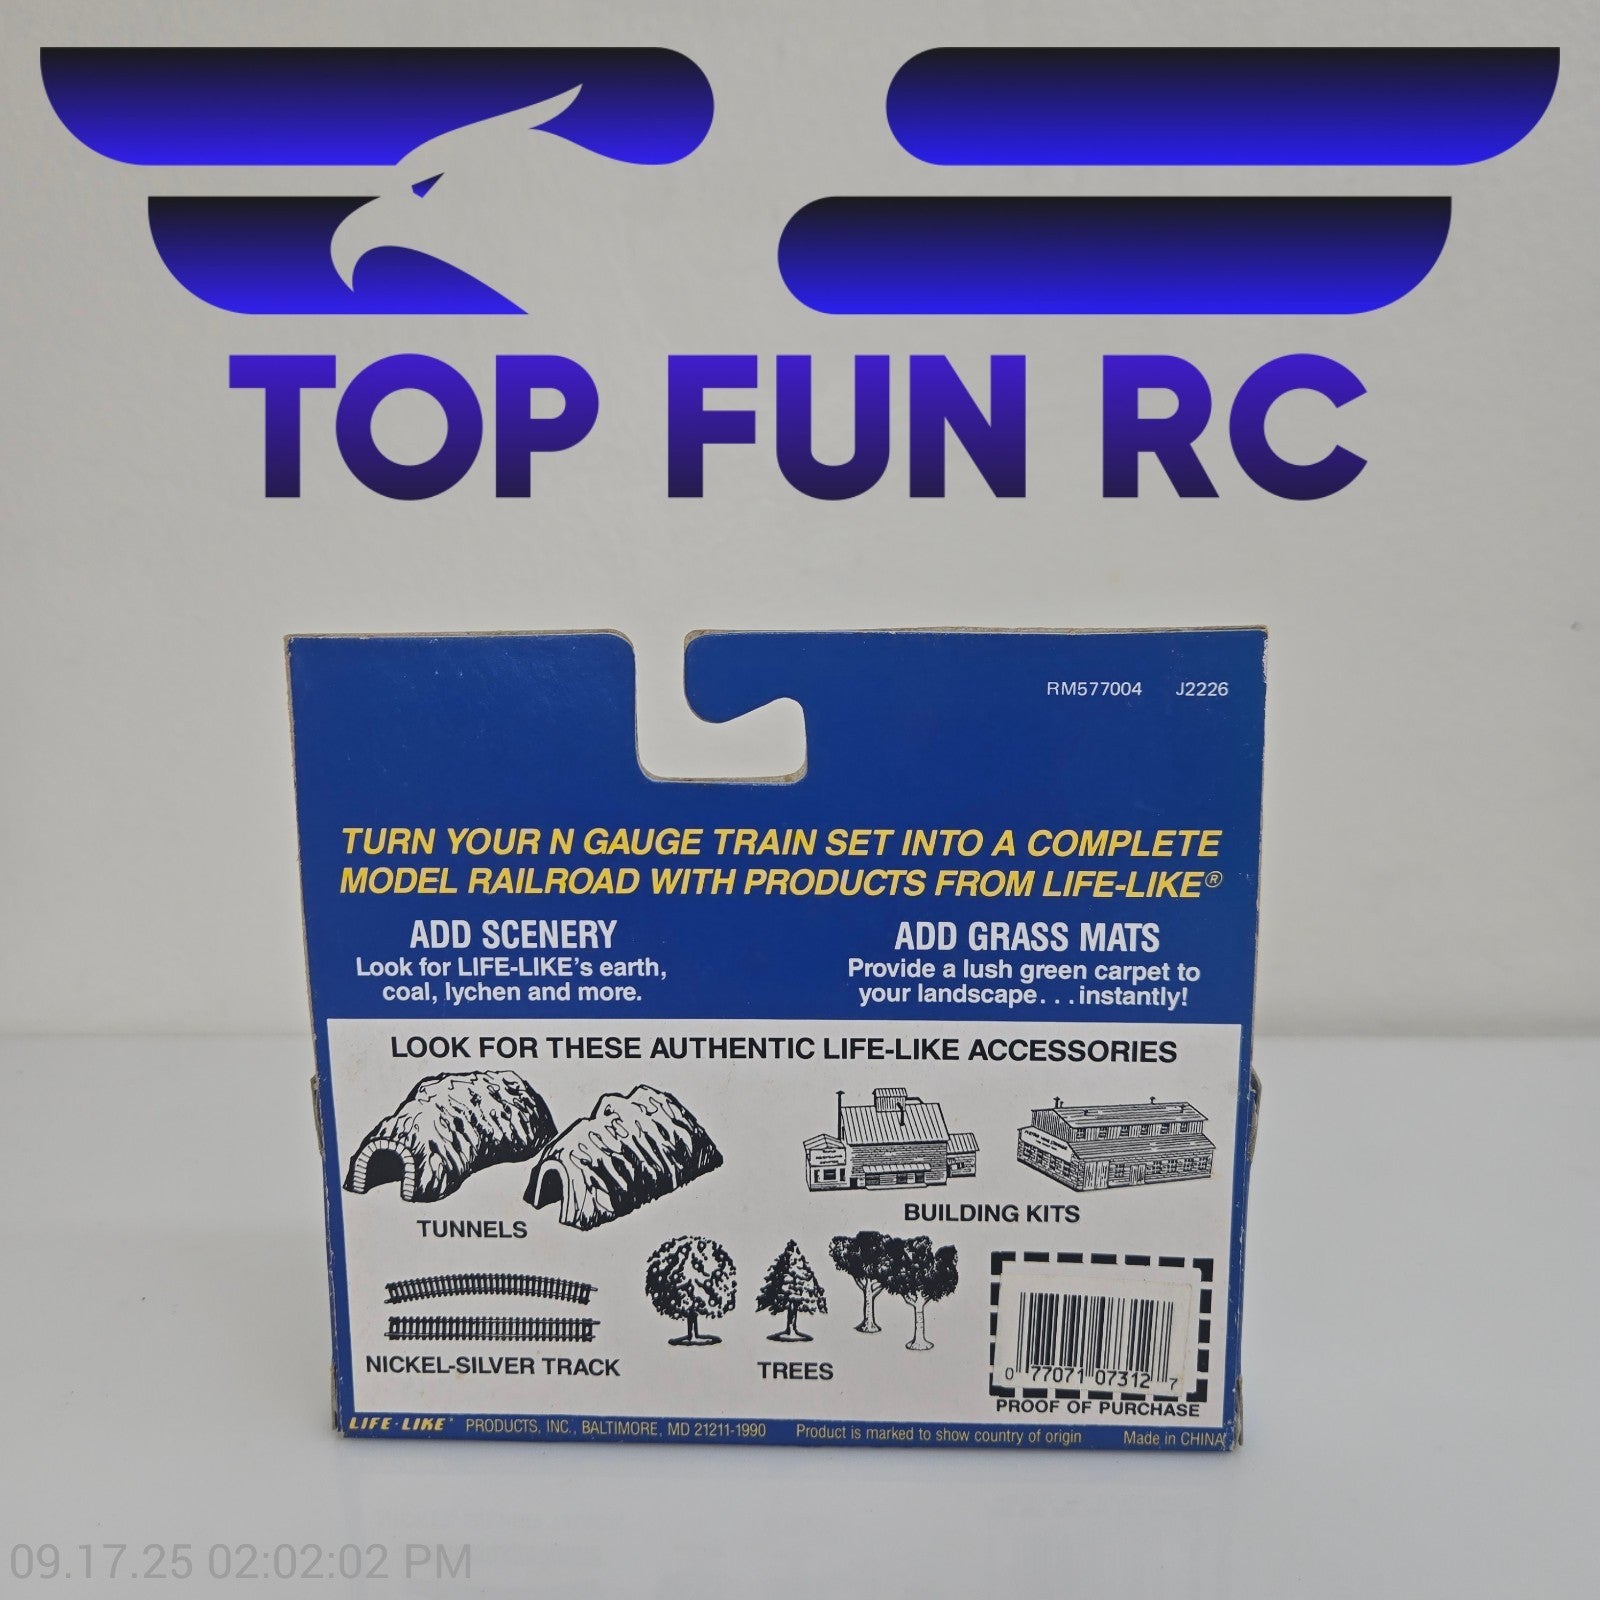 TOP FUN RC
RM577004 J2226
TURN YOUR N GAUGE TRAIN SET INTO A COMPLETE
MODEL RAILROAD WITH PRODUCTS FROM LIFE-LIKE®
ADD SCENERY
Look for LIFE-LIKE's earth,
coal, lychen and more.
ADD GRASS MATS
Provide a lush green carpet to
your landscape...instantly!
LOOK FOR THESE AUTHENTIC LIFE-LIKE ACCESSORIES
TUNNELS
BUILDING KITS
NICKEL-SILVER TRACK
TREES
0 77071 07312 7
PROOF OF PURCHASE
LIFE-LIKE PRODUCTS, INC., BALTIMORE, MD 21211-1990 Product is marked to show country of origin Made in CHINA
09.17.25 02:02:02 PM